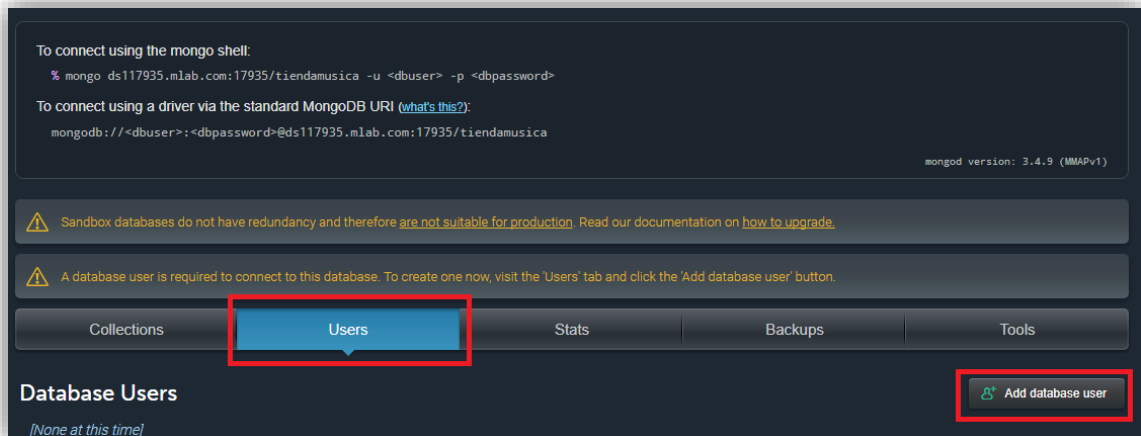 To connect using the mongo shell:
% mongo ds117935.mlab.com:17935/tiendamusica -u <dbuser> -p <dbpassword>
To connect using a driver via the standard MongoDB URI (what's this?):
mongodb://<dbuser>:<dbpassword>@ds117935.mlab.com:17935/tiendamusica
mongod version: 3.4.9 (MMAPv1)
Sandbox databases do not have redundancy and therefore are not suitable for production. Read our documentation on how to upgrade.
A database user is required to connect to this database. To create one now, visit the 'Users' tab and click the 'Add database user' button.
Collections Users Stats Backups Tools
Database Users Add database user
[None at this time]